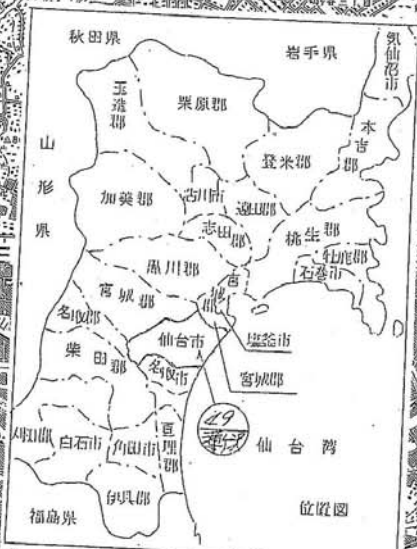 秋田県
岩手県
気仙沼市
玉造郡
栗原郡
本吉郡
山形県
登米郡
加美郡
古川市
遠田郡
志田郡
桃生郡
牡鹿郡
石巻市
黒川郡
宮城郡
宮城郡
名取郡
塩釜市
仙台市
柴田郡
名取市
宮城郡
49
亘理郡
仙台湾
刈田郡
白石市
角田市
伊具郡
福島県
位置図